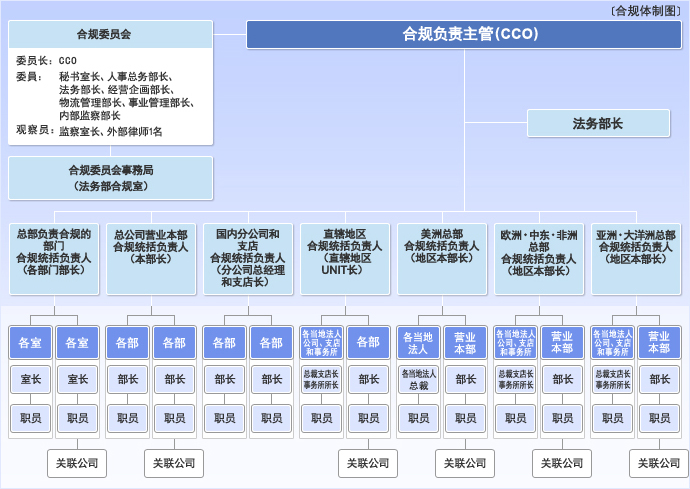 〔合规体制图〕
合规委员会
合规负责主管(CCO)
委员长：CCO
委員：秘书室长、人事总务部长、
法务部长、经营企画部长、
物流管理部长、事业管理部长、
内部监察部长
观察员：监察室长、外部律师1名
法务部长
合规委员会事務局
（法务部合规室）
总部负责合规的
部门
合规统括负责人
（各部门部长）
总公司营业本部
合规统括负责人
（本部长）
国内分公司和
支店
合规统括负责人
（分公司总经理
和支店长）
直辖地区
合规统括负责人
（直辖地区
UNIT长）
美洲总部
合规统括负责人
（地区本部长）
欧洲・中东・非洲
总部
合规统括负责人
（地区本部长）
亚洲・大洋洲总部
合规统括负责人
（地区本部长）
各室 各室 各部 各部 各部 各部
各当地法人
公司、支店
和事务所
各部
各当地
法人
营业
本部
各当地法人
公司、支店
和事务所
营业
本部
各当地法人
公司、支店
和事务所
营业
本部
室长 室长 部长 部长 部长 部长
总裁支店长
事务所所长
部长
各当地法人
总裁
部长
总裁支店长
事务所所长
部长
总裁支店长
事务所所长
部长
职员 职员 职员 职员 职员 职员 职员 职员 职员 职员 职员 职员 职员 职员
关联公司 关联公司 关联公司 关联公司 关联公司 关联公司